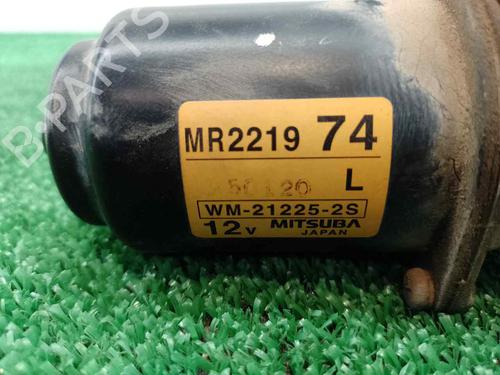 B-PARTS
MR2219 74
L
WM-21225-2S
12V MITSUBA
JAPAN